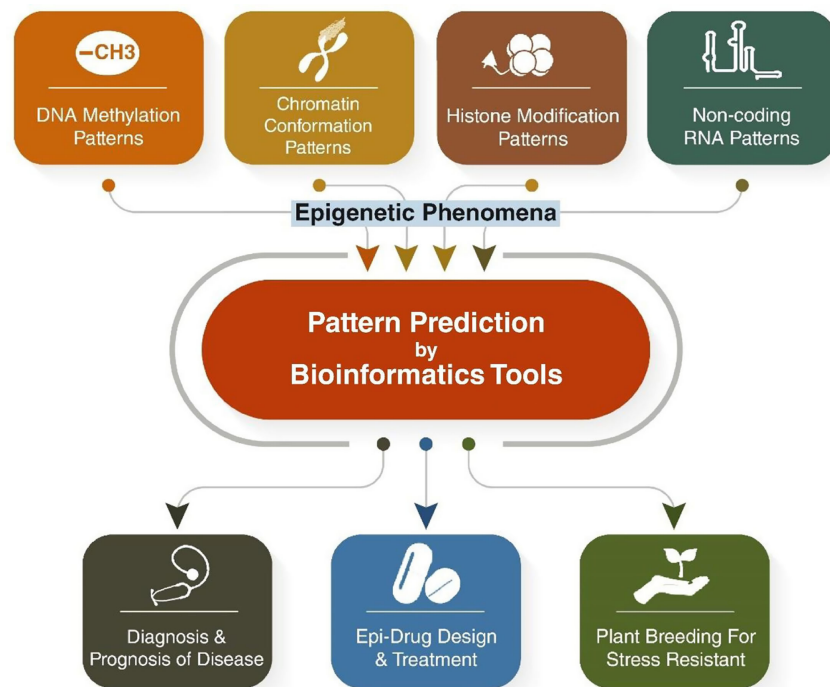 –CH3
DNA Methylation
Patterns
Chromatin
Conformation
Patterns
Histone Modification
Patterns
Non-coding
RNA Patterns
Epigenetic Phenomena
Pattern Prediction
by
Bioinformatics Tools
Diagnosis &
Prognosis of Disease
Epi-Drug Design
& Treatment
Plant Breeding For
Stress Resistant